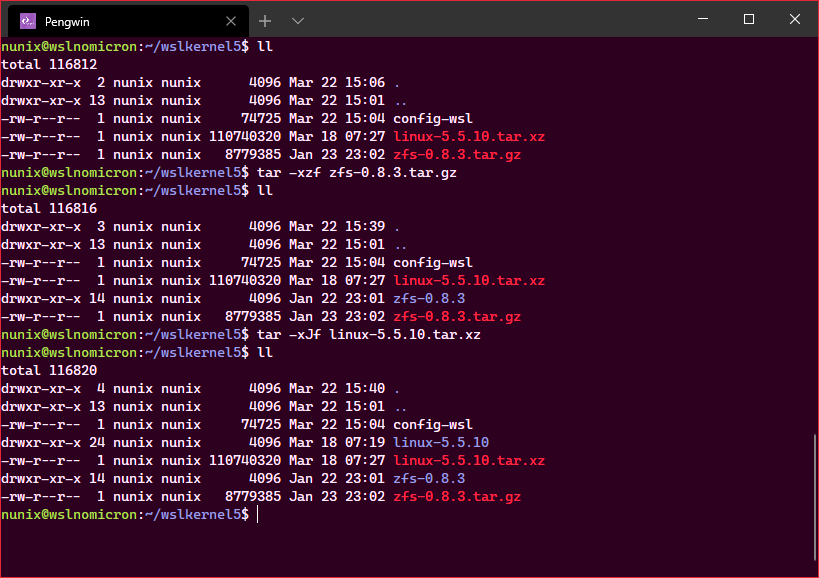 Pengwin
nunix@wslnomicron:~/wslkernel5$ ll
total 116812
drwxr-xr-x  2 nunix nunix      4096 Mar 22 15:06 .
drwxr-xr-x 13 nunix nunix      4096 Mar 22 15:01 ..
-rw-r--r--  1 nunix nunix     74725 Mar 22 15:04 config-wsl
-rw-r--r--  1 nunix nunix 110740320 Mar 18 07:27 linux-5.5.10.tar.xz
-rw-r--r--  1 nunix nunix   8779385 Jan 23 23:02 zfs-0.8.3.tar.gz
nunix@wslnomicron:~/wslkernel5$ tar -xzf zfs-0.8.3.tar.gz
nunix@wslnomicron:~/wslkernel5$ ll
total 116816
drwxr-xr-x  3 nunix nunix      4096 Mar 22 15:39 .
drwxr-xr-x 13 nunix nunix      4096 Mar 22 15:01 ..
-rw-r--r--  1 nunix nunix     74725 Mar 22 15:04 config-wsl
-rw-r--r--  1 nunix nunix 110740320 Mar 18 07:27 linux-5.5.10.tar.xz
drwxr-xr-x 14 nunix nunix      4096 Jan 22 23:01 zfs-0.8.3
-rw-r--r--  1 nunix nunix   8779385 Jan 23 23:02 zfs-0.8.3.tar.gz
nunix@wslnomicron:~/wslkernel5$ tar -xJf linux-5.5.10.tar.xz
nunix@wslnomicron:~/wslkernel5$ ll
total 116820
drwxr-xr-x  4 nunix nunix      4096 Mar 22 15:40 .
drwxr-xr-x 13 nunix nunix      4096 Mar 22 15:01 ..
-rw-r--r--  1 nunix nunix     74725 Mar 22 15:04 config-wsl
drwxr-xr-x 24 nunix nunix      4096 Mar 18 07:19 linux-5.5.10
-rw-r--r--  1 nunix nunix 110740320 Mar 18 07:27 linux-5.5.10.tar.xz
drwxr-xr-x 14 nunix nunix      4096 Jan 22 23:01 zfs-0.8.3
-rw-r--r--  1 nunix nunix   8779385 Jan 23 23:02 zfs-0.8.3.tar.gz
nunix@wslnomicron:~/wslkernel5$